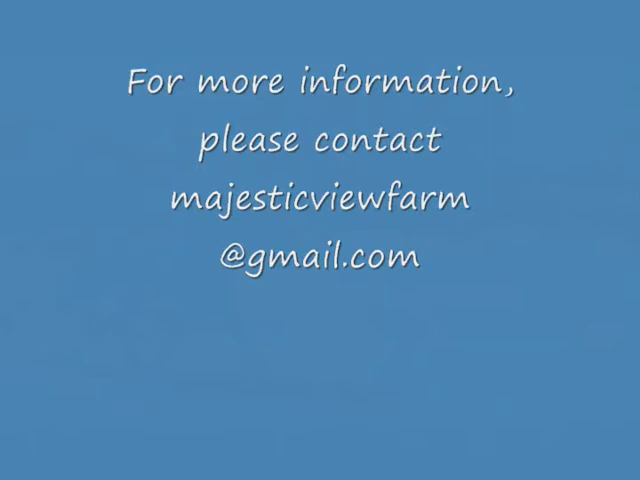 For more information,
please contact
majesticviewfarm
@gmail.com